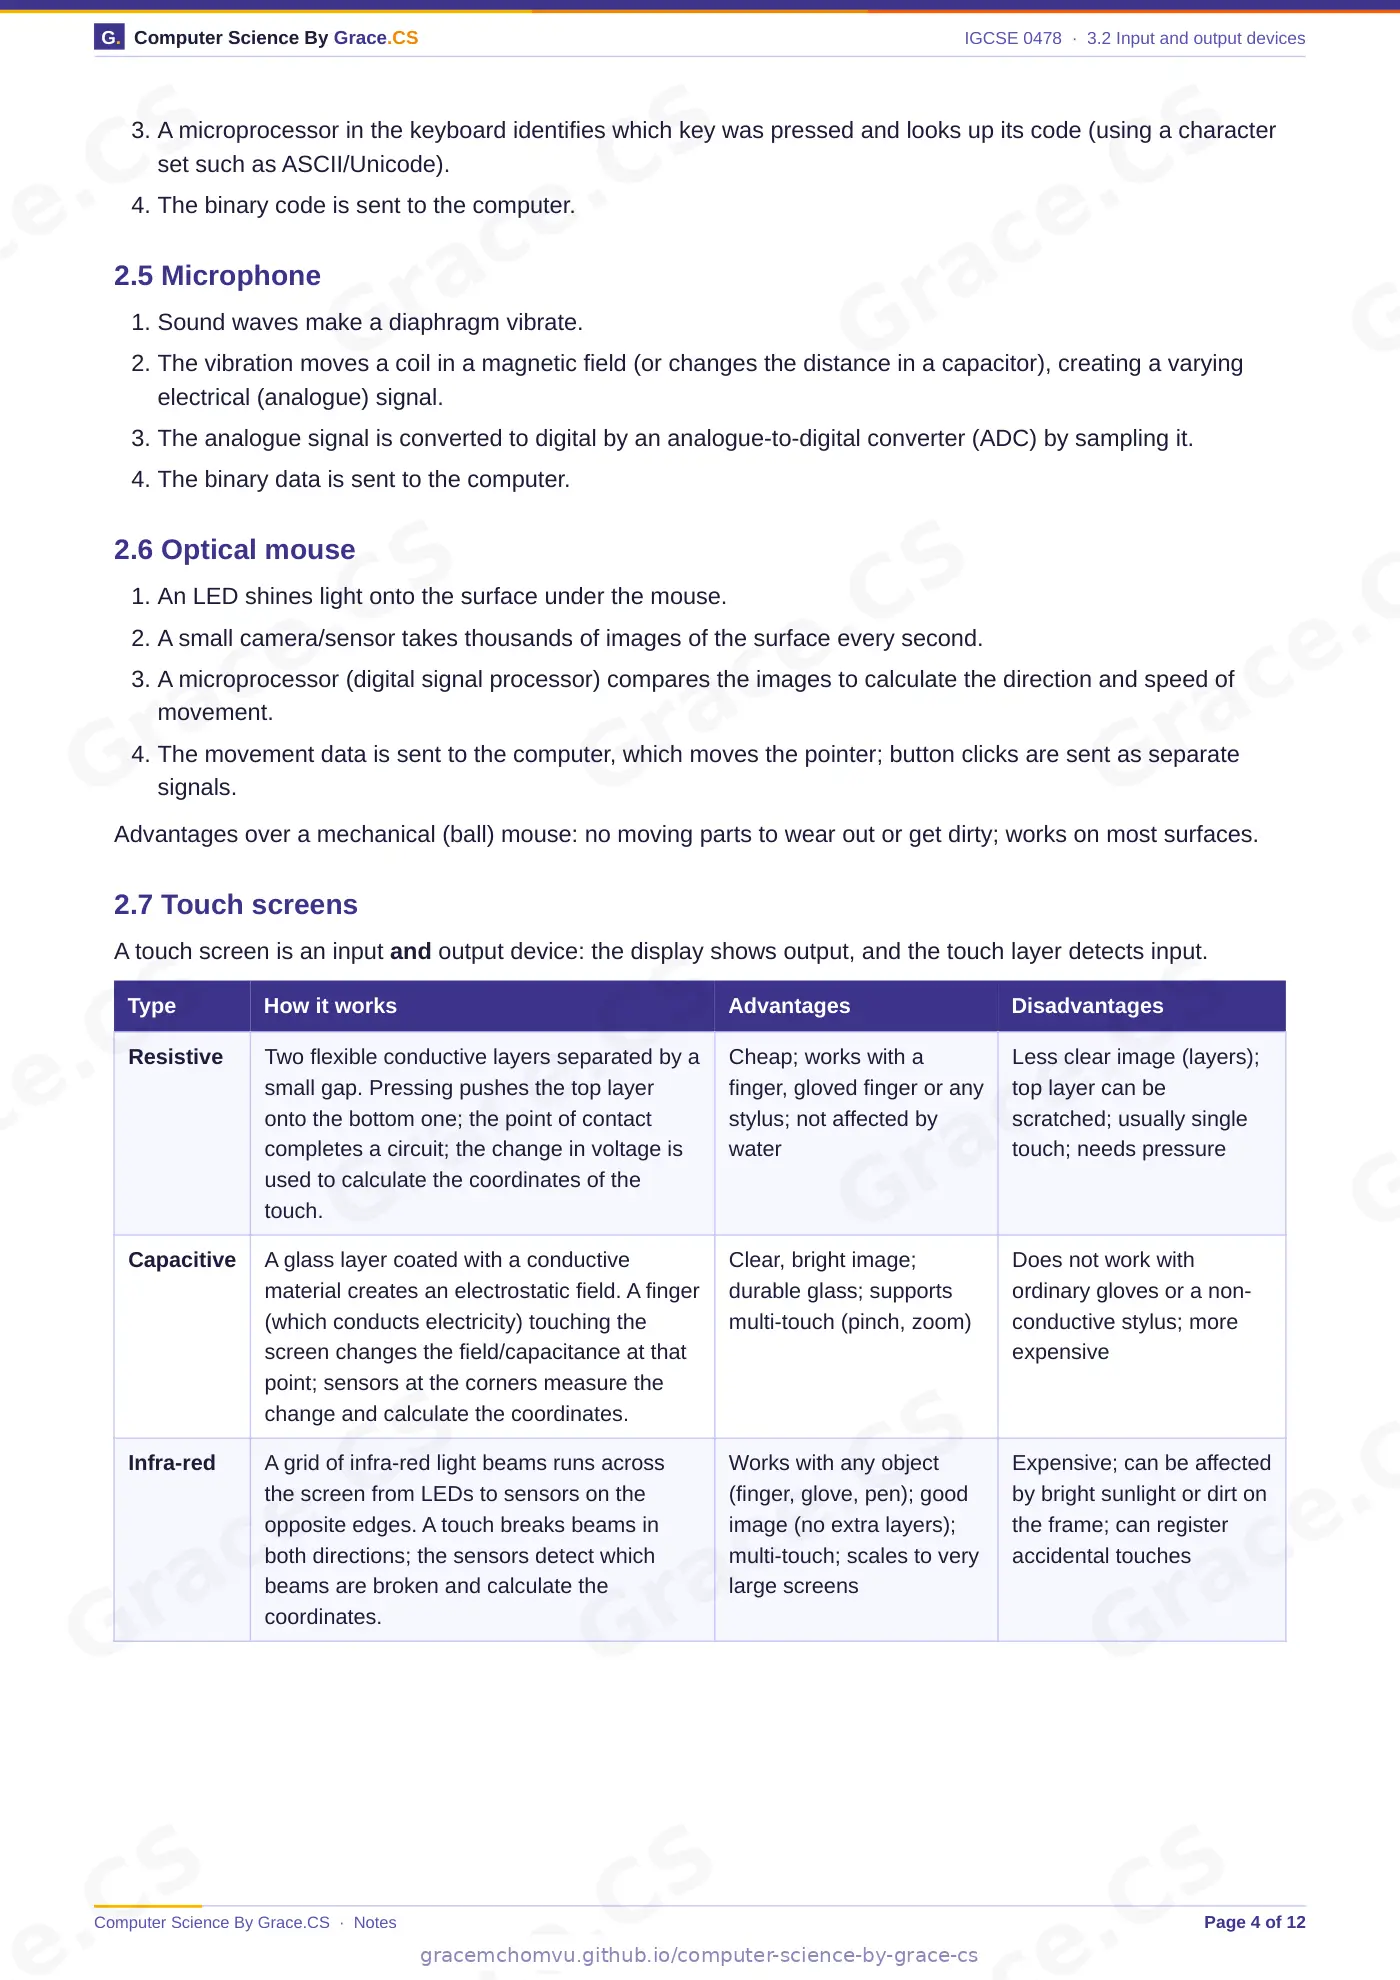 G. Computer Science By Grace.CS
IGCSE 0478 · 3.2 Input and output devices
3. A microprocessor in the keyboard identifies which key was pressed and looks up its code (using a character
set such as ASCII/Unicode).
4. The binary code is sent to the computer.
2.5 Microphone
1. Sound waves make a diaphragm vibrate.
2. The vibration moves a coil in a magnetic field (or changes the distance in a capacitor), creating a varying
electrical (analogue) signal.
3. The analogue signal is converted to digital by an analogue-to-digital converter (ADC) by sampling it.
4. The binary data is sent to the computer.
2.6 Optical mouse
1. An LED shines light onto the surface under the mouse.
2. A small camera/sensor takes thousands of images of the surface every second.
3. A microprocessor (digital signal processor) compares the images to calculate the direction and speed of
movement.
4. The movement data is sent to the computer, which moves the pointer; button clicks are sent as separate
signals.
Advantages over a mechanical (ball) mouse: no moving parts to wear out or get dirty; works on most surfaces.
2.7 Touch screens
A touch screen is an input and output device: the display shows output, and the touch layer detects input.
Type
How it works
Advantages
Disadvantages
Resistive
Two flexible conductive layers separated by a
small gap. Pressing pushes the top layer
onto the bottom one; the point of contact
completes a circuit; the change in voltage is
used to calculate the coordinates of the
touch.
Cheap; works with a
finger, gloved finger or any
stylus; not affected by
water
Less clear image (layers);
top layer can be
scratched; usually single
touch; needs pressure
Capacitive
A glass layer coated with a conductive
material creates an electrostatic field. A finger
(which conducts electricity) touching the
screen changes the field/capacitance at that
point; sensors at the corners measure the
change and calculate the coordinates.
Clear, bright image;
durable glass; supports
multi-touch (pinch, zoom)
Does not work with
ordinary gloves or a non-
conductive stylus; more
expensive
Infra-red
A grid of infra-red light beams runs across
the screen from LEDs to sensors on the
opposite edges. A touch breaks beams in
both directions; the sensors detect which
beams are broken and calculate the
coordinates.
Works with any object
(finger, glove, pen); good
image (no extra layers);
multi-touch; scales to very
large screens
Expensive; can be affected
by bright sunlight or dirt on
the frame; can register
accidental touches
Computer Science By Grace.CS · Notes
Page 4 of 12
gracemchomvu.github.io/computer-science-by-grace-cs